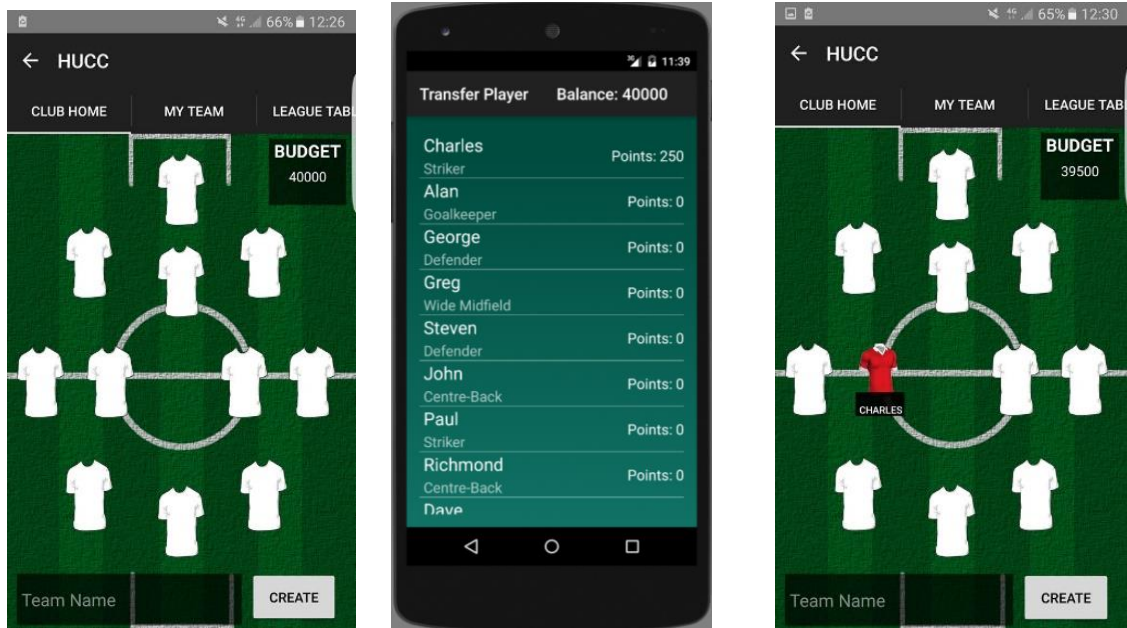 66% 12:26
HUCC
CLUB HOME MY TEAM LEAGUE TAB
BUDGET
40000
Team Name CREATE
11:39
Transfer Player Balance: 40000
Charles
Striker
Points: 250
Alan
Goalkeeper
Points: 0
George
Defender
Points: 0
Greg
Wide Midfield
Points: 0
Steven
Defender
Points: 0
John
Centre-Back
Points: 0
Paul
Striker
Points: 0
Richmond
Centre-Back
Points: 0
Dave
65% 12:30
HUCC
CLUB HOME MY TEAM LEAGUE TAB
BUDGET
39500
CHARLES
Team Name CREATE